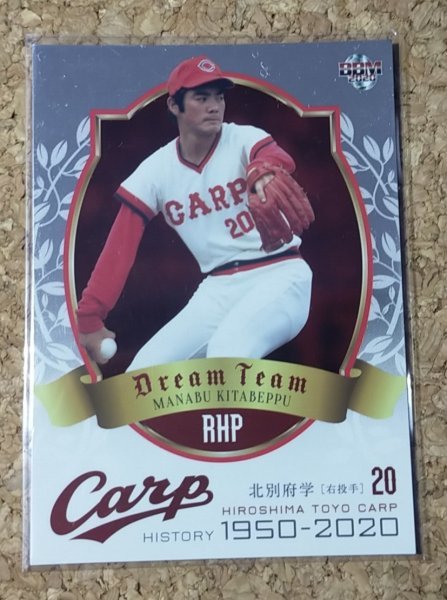 BBM
2020
C
CARP
20
Dream Team
MANABU KITABEPPU
RHP
北別府学 [右投手] 20
HIROSHIMA TOYO CARP
Carp
HISTORY 1950-2020